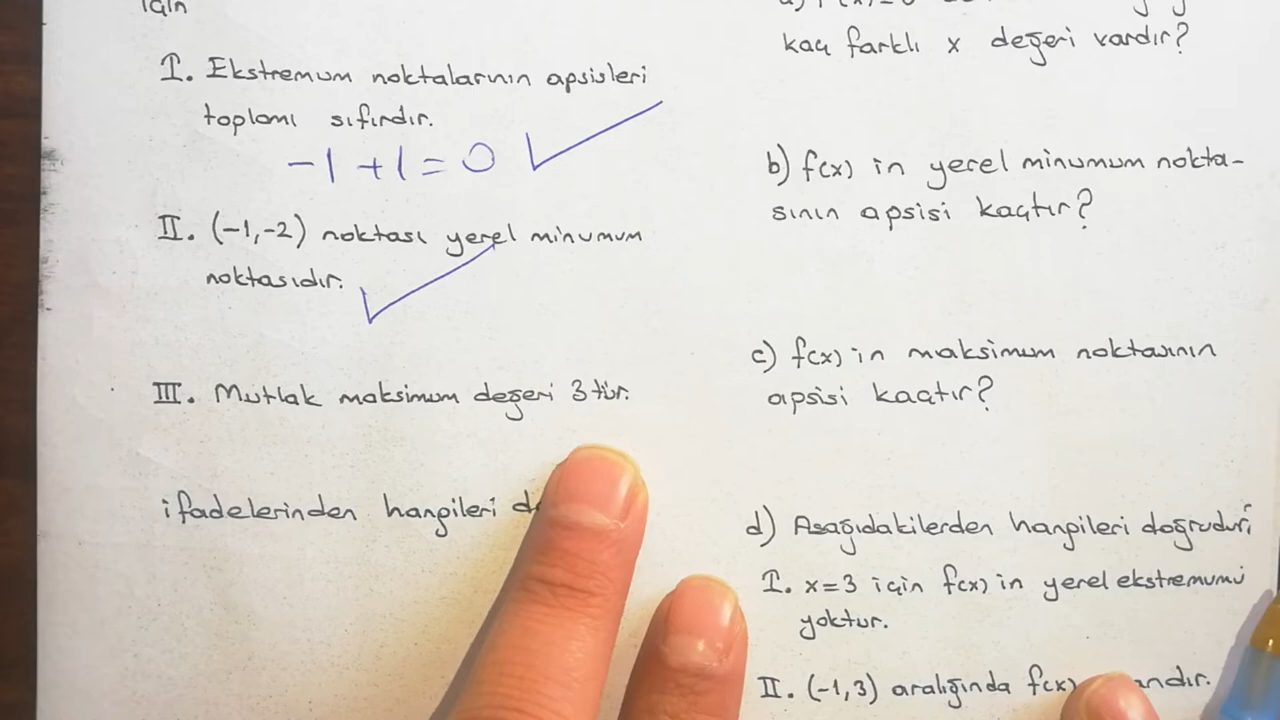 için
I. Ekstremum noktalarının apsisleri
toplamı sıfırdır.
-1 +1 = 0
II. (-1,-2) noktası yerel minumum
noktasıdır.
III. Mutlak maksimum değeri 3 tür.
ifadelerinden hangileri
kaç farklı x değeri vardır?
b) f(x) in yerel minumum nokta-
sının apsisi kaçtır?
c) f(x) in maksimum noktasının
apsisi kaçtır?
d) Aşağıdakilerden hangileri doğrudur?
I. x=3 için f(x) in yerel ekstremumu
yoktur.
II. (-1,3) aralığında f(x)